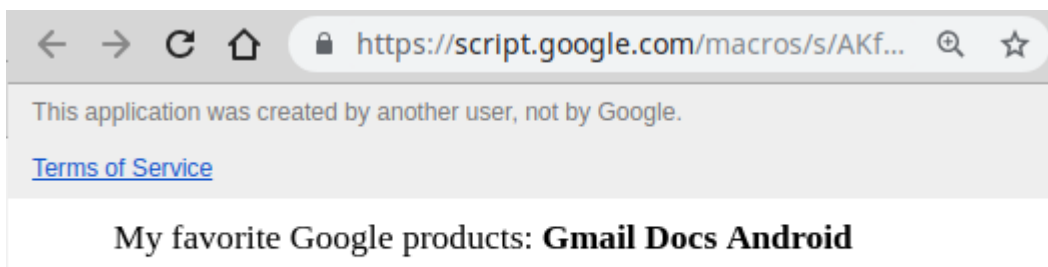 https://script.google.com/macros/s/AKf...
This application was created by another user, not by Google.
Terms of Service
My favorite Google products: Gmail Docs Android